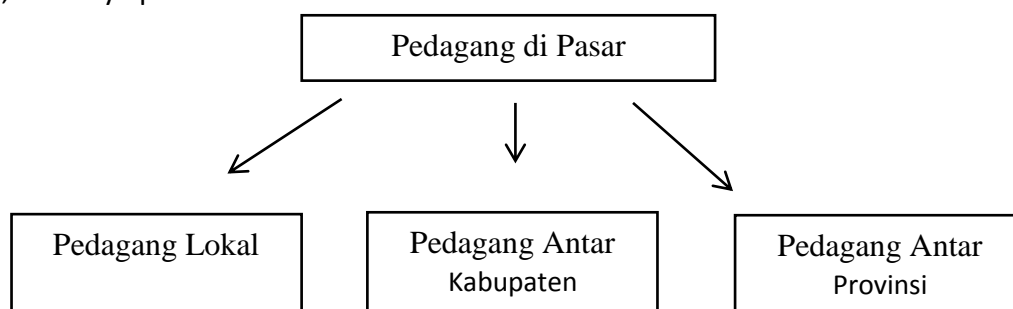 Pedagang di Pasar
Pedagang Lokal
Pedagang Antar
Kabupaten
Pedagang Antar
Provinsi